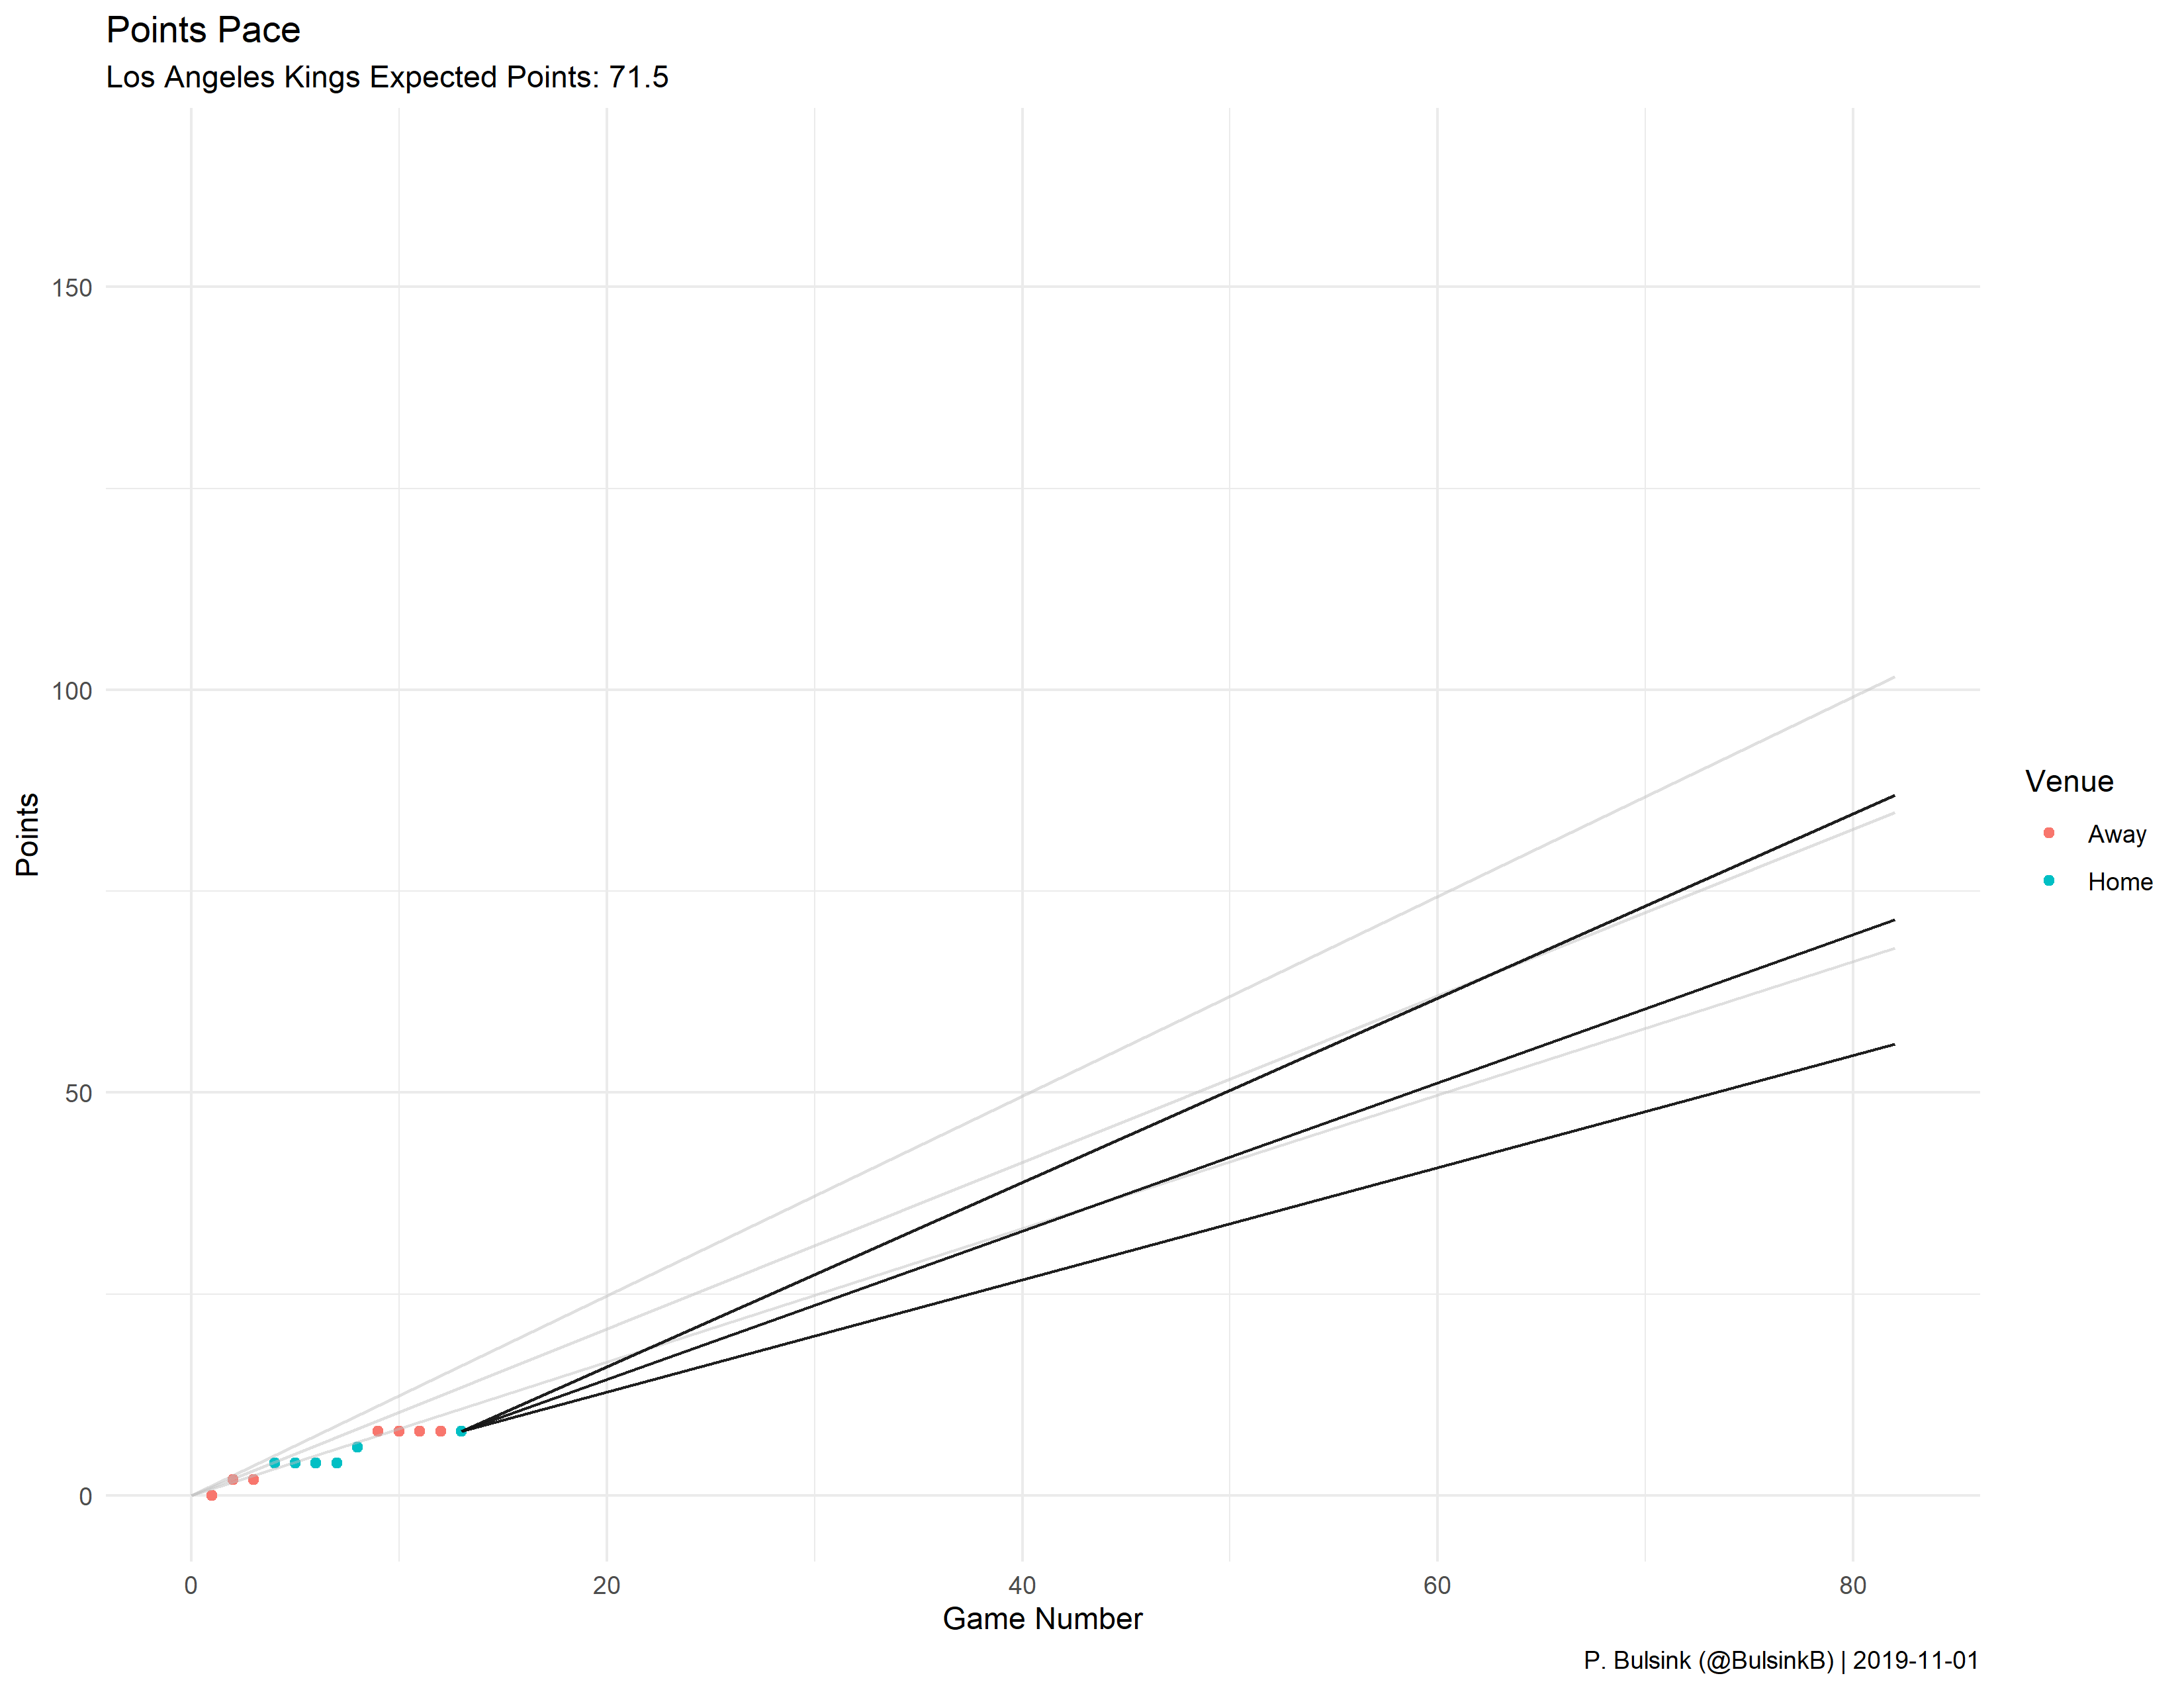 Points Pace
Los Angeles Kings Expected Points: 71.5
150
100
50
0
Points
0 20 40 60 80
Game Number
Venue
Away
Home
P. Bulsink (@BulsinkB) | 2019-11-01